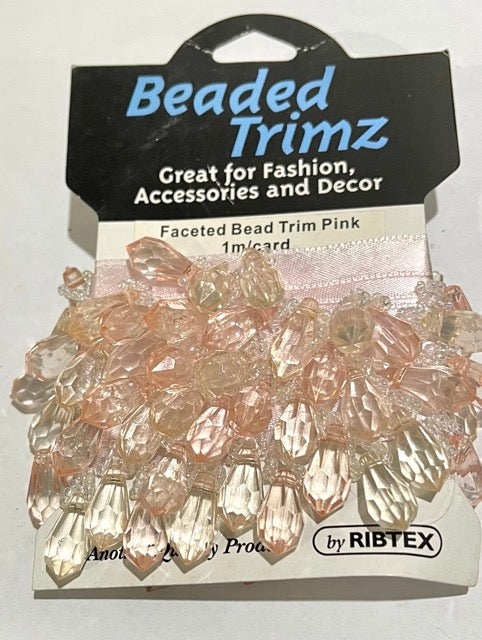 Beaded
Trimz
Great for Fashion,
Accessories and Decor
Faceted Bead Trim Pink
1m/card
by RIBTEX